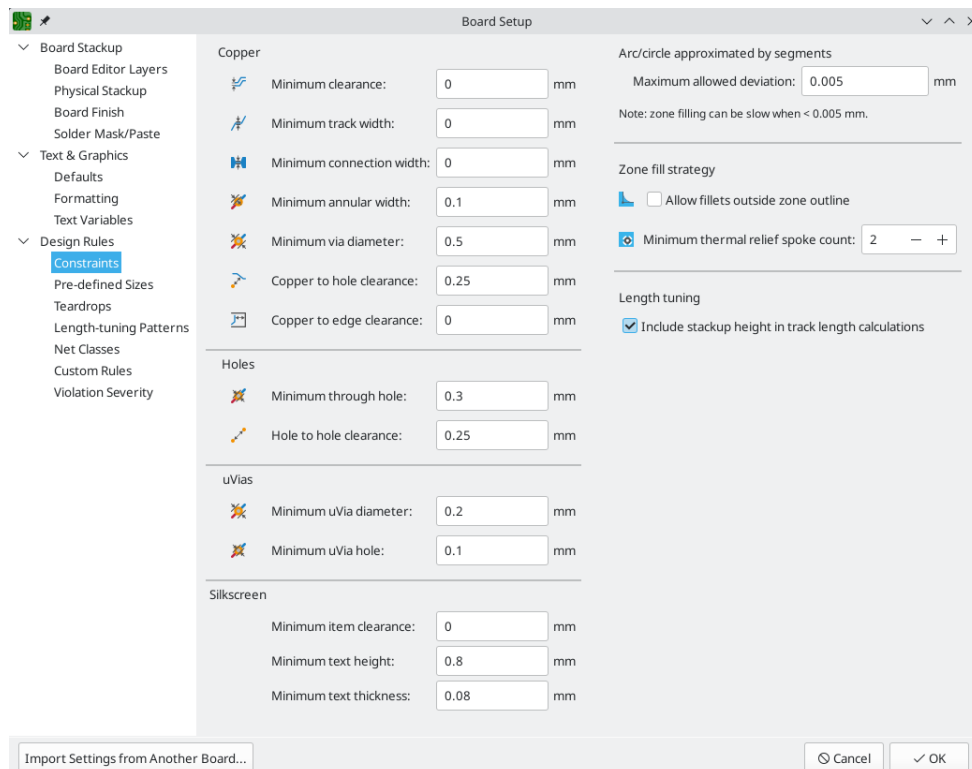 Board Setup
Board Stackup
Board Editor Layers
Physical Stackup
Board Finish
Solder Mask/Paste
Text & Graphics
Defaults
Formatting
Text Variables
Design Rules
Constraints
Pre-defined Sizes
Teardrops
Length-tuning Patterns
Net Classes
Custom Rules
Violation Severity
Copper
Minimum clearance: 0 mm
Minimum track width: 0 mm
Minimum connection width: 0 mm
Minimum annular width: 0.1 mm
Minimum via diameter: 0.5 mm
Copper to hole clearance: 0.25 mm
Copper to edge clearance: 0 mm
Holes
Minimum through hole: 0.3 mm
Hole to hole clearance: 0.25 mm
uVias
Minimum uVia diameter: 0.2 mm
Minimum uVia hole: 0.1 mm
Silkscreen
Minimum item clearance: 0 mm
Minimum text height: 0.8 mm
Minimum text thickness: 0.08 mm
Arc/circle approximated by segments
Maximum allowed deviation: 0.005 mm
Note: zone filling can be slow when < 0.005 mm.
Zone fill strategy
Allow fillets outside zone outline
Minimum thermal relief spoke count: 2 − +
Length tuning
Include stackup height in track length calculations
Import Settings from Another Board...
Cancel
OK